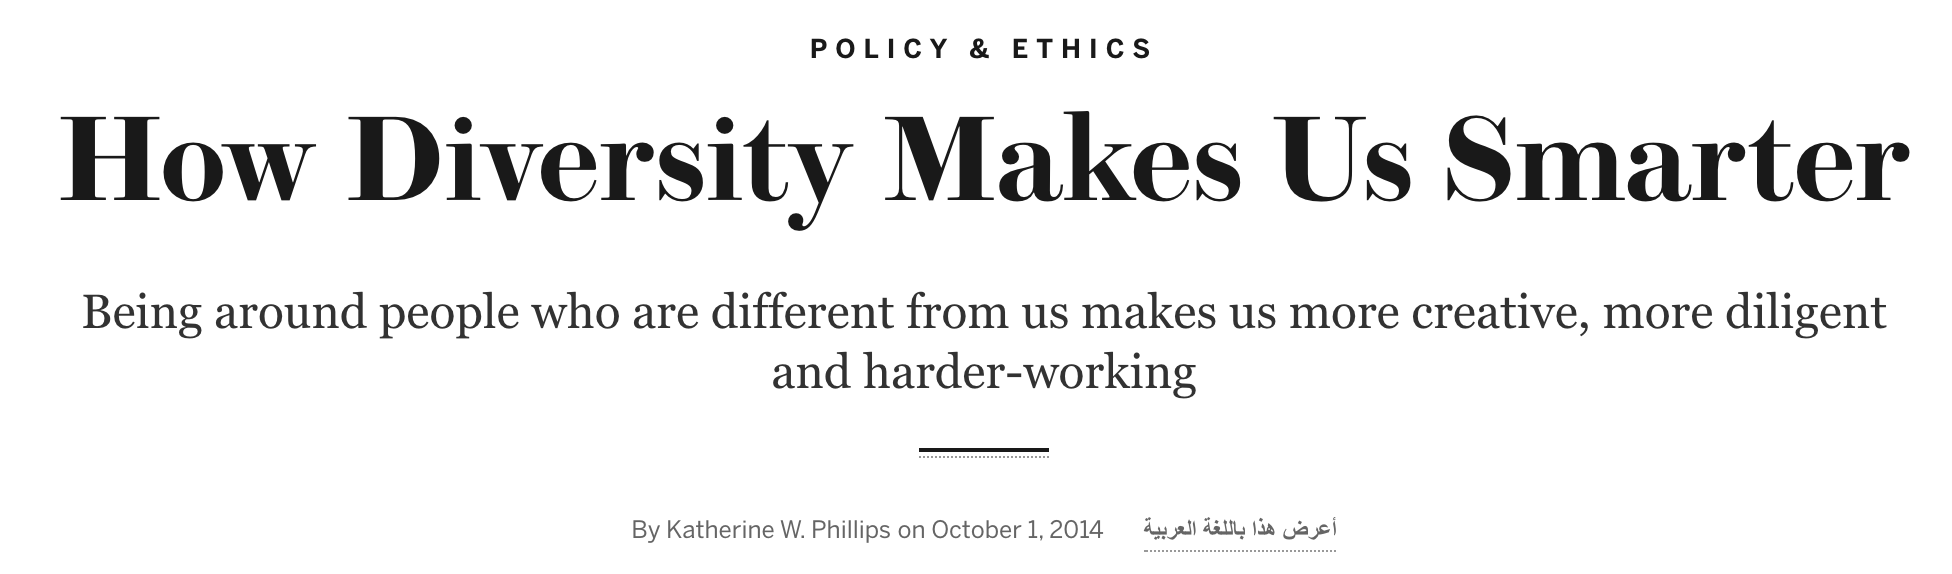 POLICY & ETHICS
How Diversity Makes Us Smarter
Being around people who are different from us makes us more creative, more diligent
and harder-working
By Katherine W. Phillips on October 1, 2014 أعرض هذا باللغة العربية